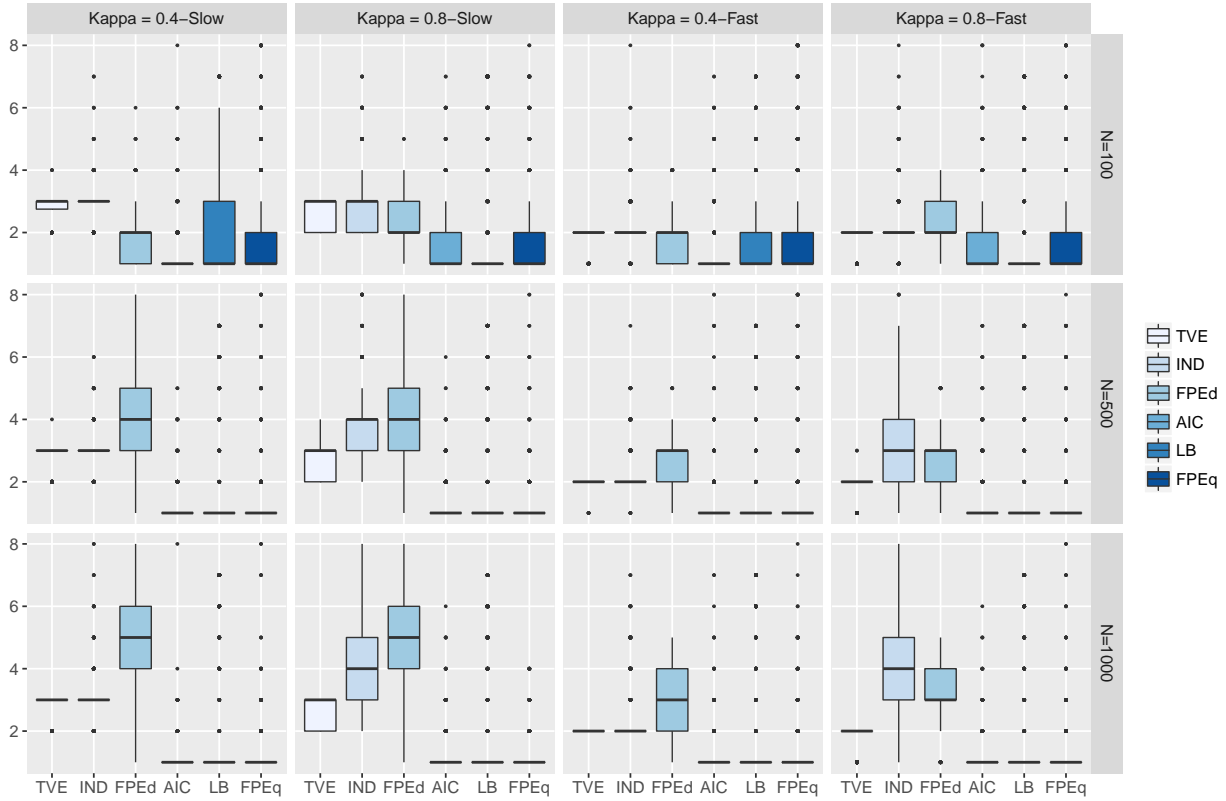 Kappa = 0.4−Slow
Kappa = 0.8−Slow
Kappa = 0.4−Fast
Kappa = 0.8−Fast
8
6
4
2
N=100
8
6
4
2
N=500
8
6
4
2
N=1000
TVE IND FPEd AIC LB FPEq
TVE IND FPEd AIC LB FPEq
TVE IND FPEd AIC LB FPEq
TVE IND FPEd AIC LB FPEq
TVE
IND
FPEd
AIC
LB
FPEq